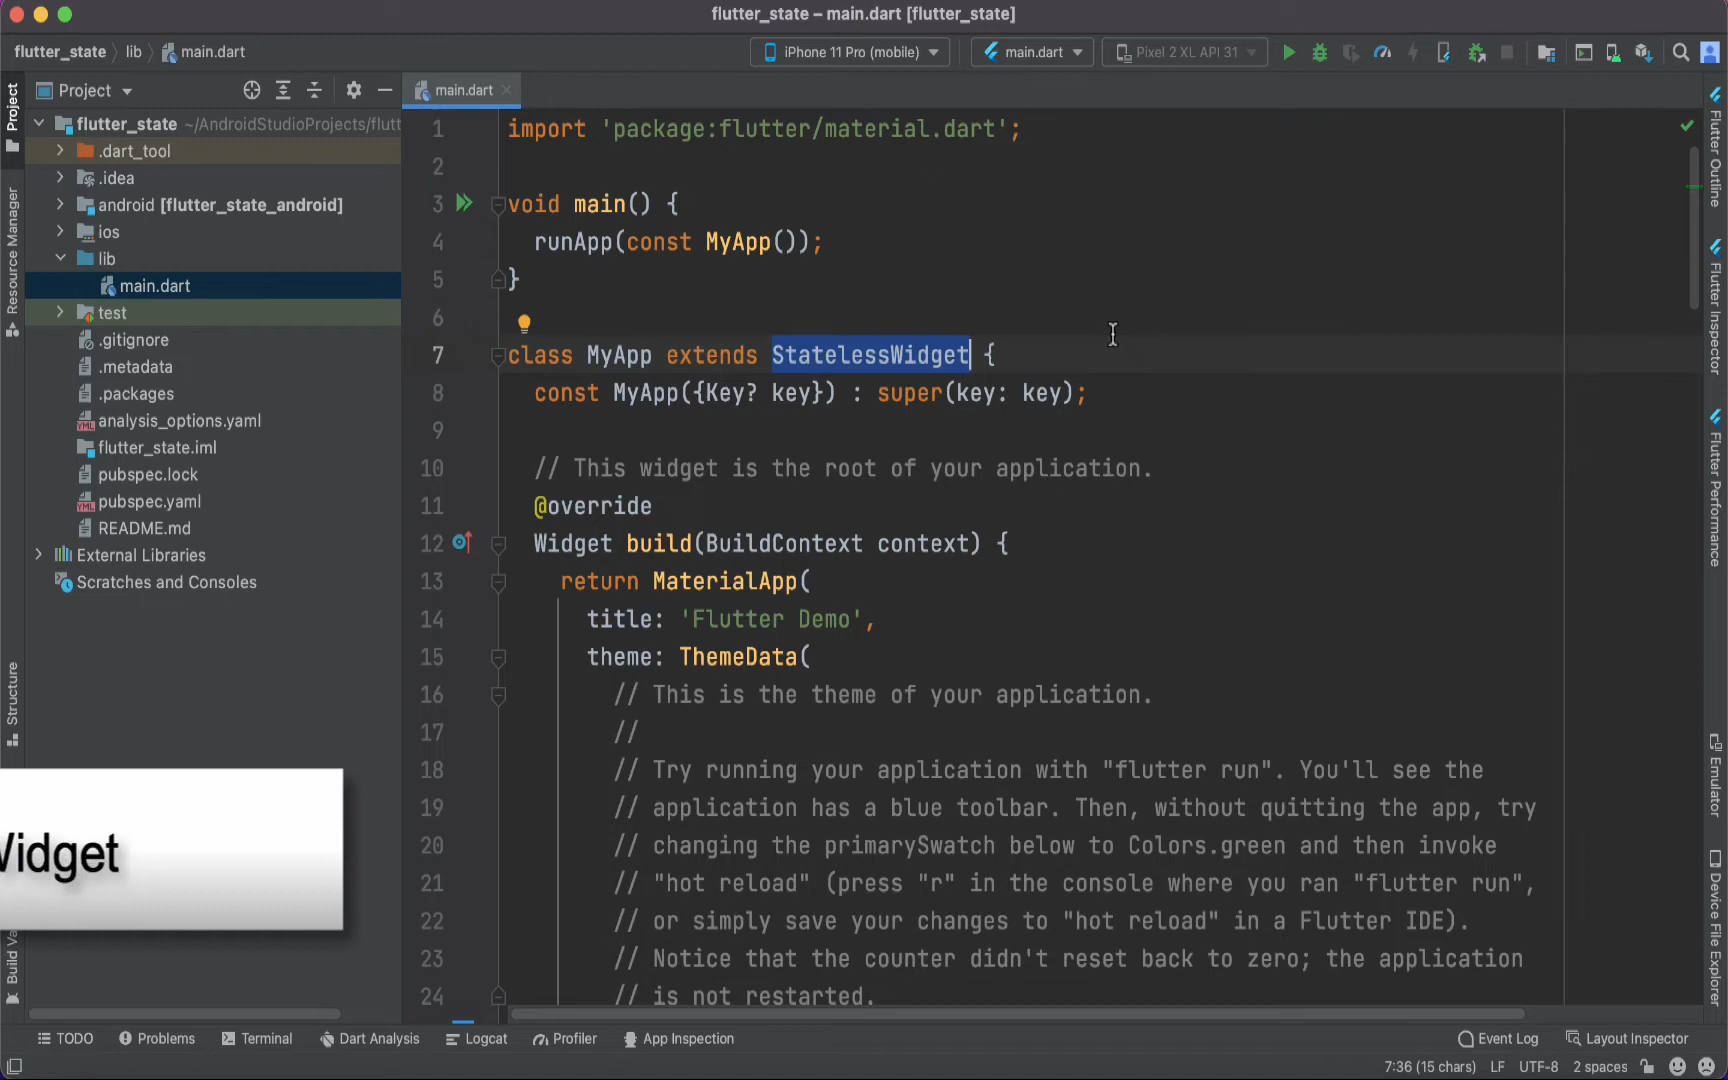 flutter_state – main.dart [flutter_state]
flutter_state lib main.dart
iPhone 11 Pro (mobile) main.dart Pixel 2 XL API 31
Project
main.dart
flutter_state ~/AndroidStudioProjects/flutt
.dart_tool
.idea
android [flutter_state_android]
ios
lib
main.dart
test
.gitignore
.metadata
.packages
analysis_options.yaml
flutter_state.iml
pubspec.lock
pubspec.yaml
README.md
External Libraries
Scratches and Consoles
Project
Resource Manager
Structure
Build Va
Widget
1 import 'package:flutter/material.dart';
2
3 void main() {
4 runApp(const MyApp());
5 }
6
7 class MyApp extends StatelessWidget {
8 const MyApp({Key? key}) : super(key: key);
9
10 // This widget is the root of your application.
11 @override
12 Widget build(BuildContext context) {
13 return MaterialApp(
14 title: 'Flutter Demo',
15 theme: ThemeData(
16 // This is the theme of your application.
17 //
18 // Try running your application with "flutter run". You'll see the
19 // application has a blue toolbar. Then, without quitting the app, try
20 // changing the primarySwatch below to Colors.green and then invoke
21 // "hot reload" (press "r" in the console where you ran "flutter run",
22 // or simply save your changes to "hot reload" in a Flutter IDE).
23 // Notice that the counter didn't reset back to zero; the application
24 // is not restarted.
Flutter Outline
Flutter Inspector
Flutter Performance
Emulator
Device File Explorer
TODO Problems Terminal Dart Analysis Logcat Profiler App Inspection Event Log Layout Inspector
7:36 (15 chars) LF UTF-8 2 spaces